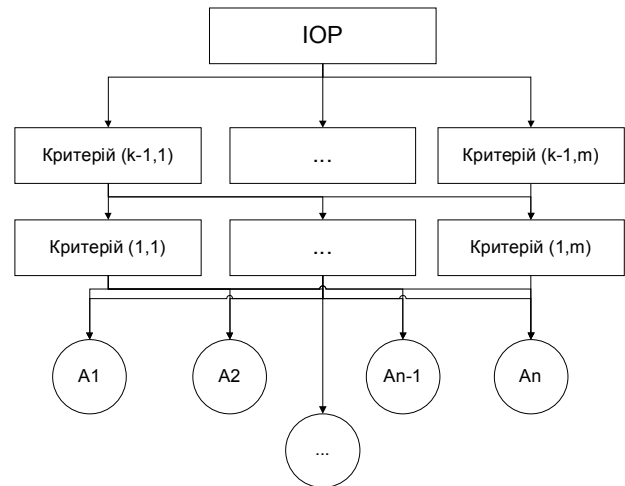 ІОР
Критерій (k-1,1)
...
Критерій (k-1,m)
Критерій (1,1)
...
Критерій (1,m)
A1
A2
An-1
An
...